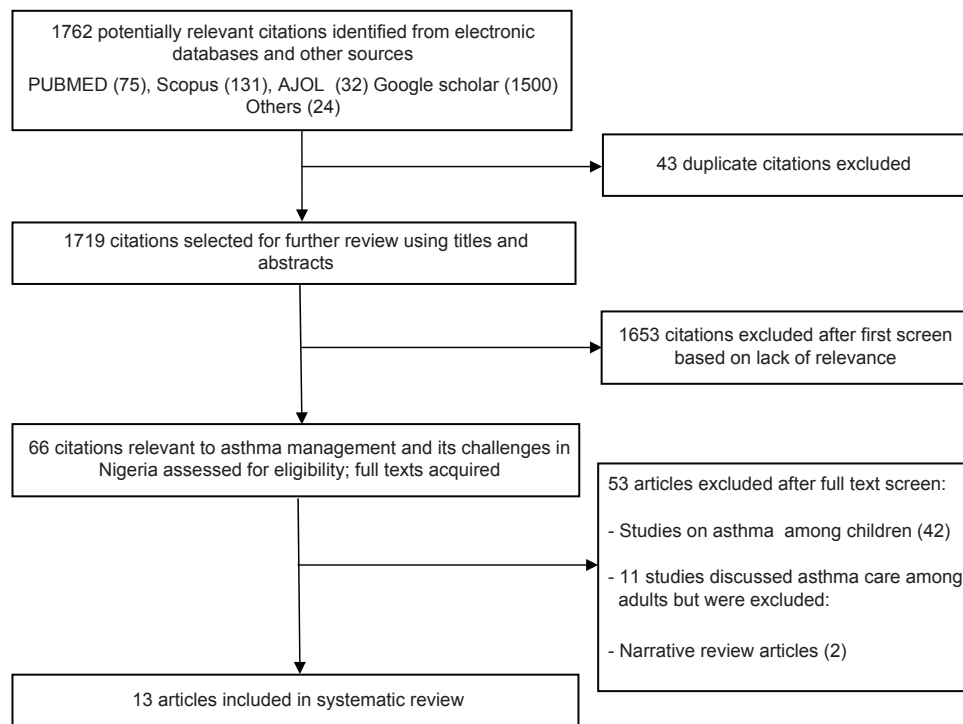 1762 potentially relevant citations identified from electronic
databases and other sources
PUBMED (75), Scopus (131), AJOL (32) Google scholar (1500)
Others (24)
43 duplicate citations excluded
1719 citations selected for further review using titles and
abstracts
1653 citations excluded after first screen
based on lack of relevance
66 citations relevant to asthma management and its challenges in
Nigeria assessed for eligibility; full texts acquired
53 articles excluded after full text screen:
- Studies on asthma among children (42)
- 11 studies discussed asthma care among
adults but were excluded:
- Narrative review articles (2)
13 articles included in systematic review